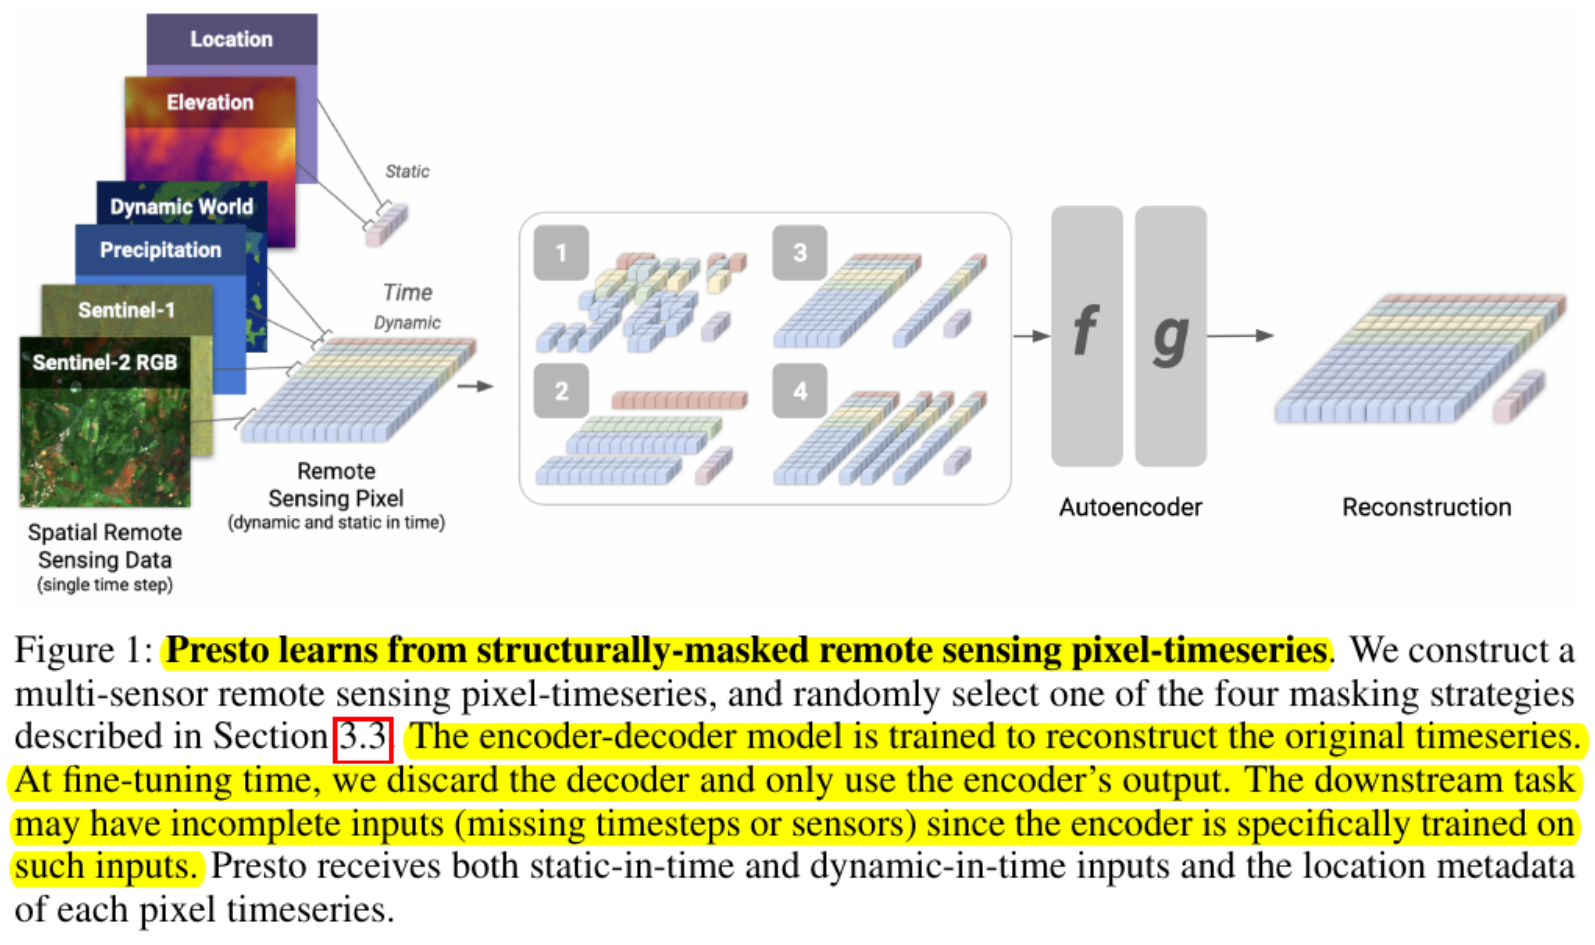 Location
Elevation
Dynamic World
Precipitation
Sentinel-1
Sentinel-2 RGB
Spatial Remote
Sensing Data
(single time step)
Static
Time
Dynamic
Remote
Sensing Pixel
(dynamic and static in time)
1
2
3
4
f
g
Autoencoder
Reconstruction
Figure 1: Presto learns from structurally-masked remote sensing pixel-timeseries. We construct a
multi-sensor remote sensing pixel-timeseries, and randomly select one of the four masking strategies
described in Section 3.3. The encoder-decoder model is trained to reconstruct the original timeseries.
At fine-tuning time, we discard the decoder and only use the encoder's output. The downstream task
may have incomplete inputs (missing timesteps or sensors) since the encoder is specifically trained on
such inputs. Presto receives both static-in-time and dynamic-in-time inputs and the location metadata
of each pixel timeseries.